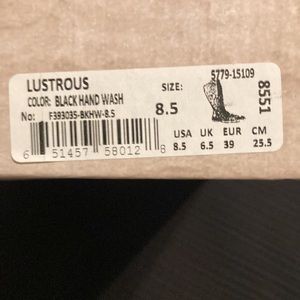 LUSTROUS
COLOR: BLACK HAND WASH
No: F393035-BKHW-8.5
6 51457 58012 8
SIZE:
8.5
5779-15109
8551
USA UK EUR CM
8.5 6.5 39 25.5